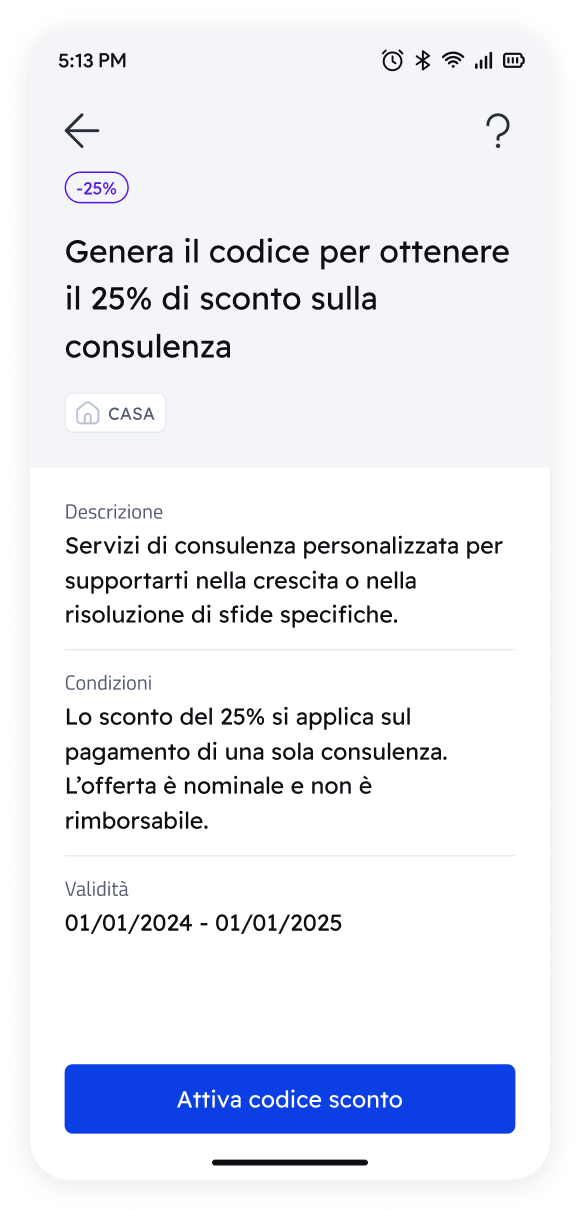 5:13 PM
-25%
Genera il codice per ottenere
il 25% di sconto sulla
consulenza
CASA
Descrizione
Servizi di consulenza personalizzata per
supportarti nella crescita o nella
risoluzione di sfide specifiche.
Condizioni
Lo sconto del 25% si applica sul
pagamento di una sola consulenza.
L’offerta è nominale e non è
rimborsabile.
Validità
01/01/2024 - 01/01/2025
Attiva codice sconto